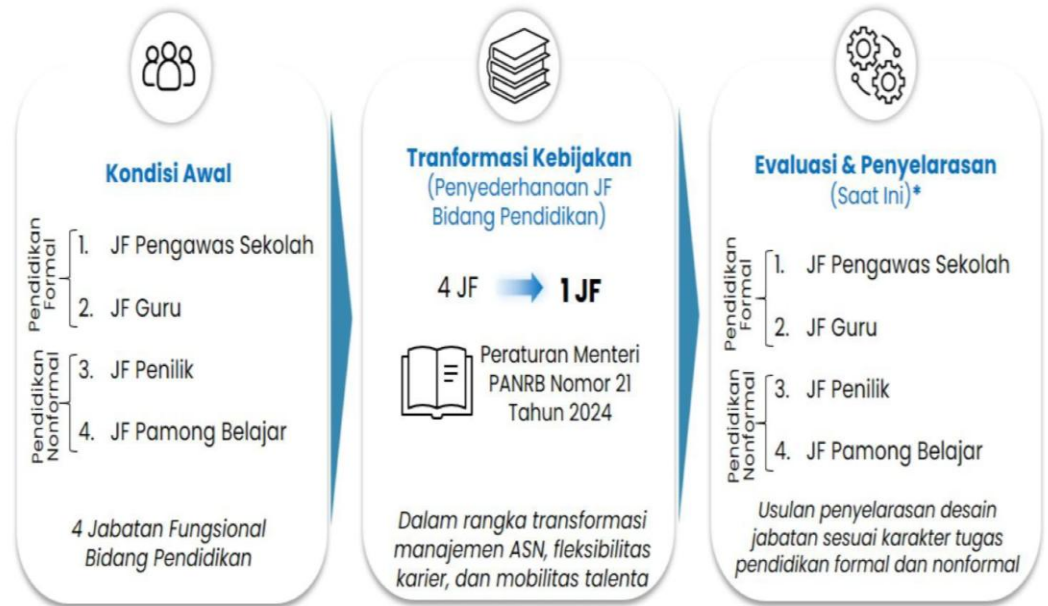 Kondisi Awal
Pendidikan
Formal
1. JF Pengawas Sekolah
2. JF Guru
Pendidikan
Nonformal
3. JF Penilik
4. JF Pamong Belajar
4 Jabatan Fungsional
Bidang Pendidikan
Tranformasi Kebijakan
(Penyederhanaan JF
Bidang Pendidikan)
4 JF 1 JF
Peraturan Menteri
PANRB Nomor 21
Tahun 2024
Dalam rangka transformasi
manajemen ASN, fleksibilitas
karier, dan mobilitas talenta
Evaluasi & Penyelarasan
(Saat Ini)*
Pendidikan
Formal
1. JF Pengawas Sekolah
2. JF Guru
Pendidikan
Nonformal
3. JF Penilik
4. JF Pamong Belajar
Usulan penyelarasan desain
jabatan sesuai karakter tugas
pendidikan formal dan nonformal